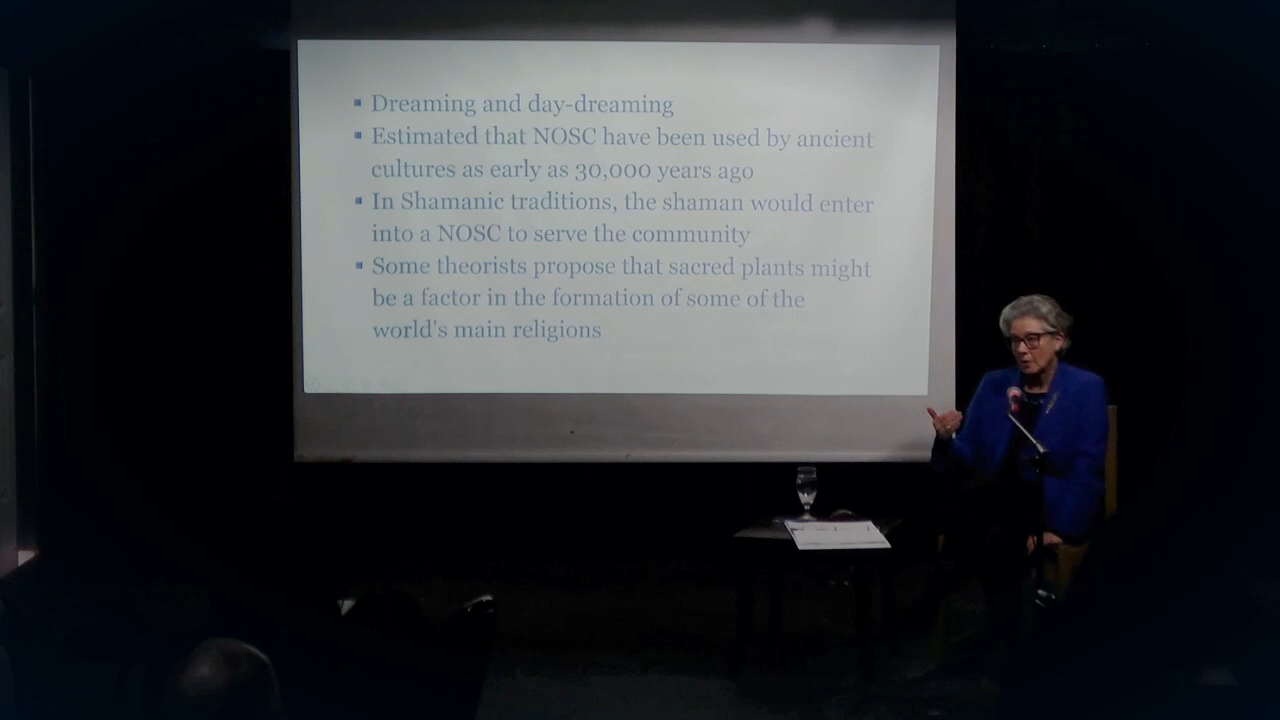 ▪ Dreaming and day-dreaming
▪ Estimated that NOSC have been used by ancient
cultures as early as 30,000 years ago
▪ In Shamanic traditions, the shaman would enter
into a NOSC to serve the community
▪ Some theorists propose that sacred plants might
be a factor in the formation of some of the
world's main religions